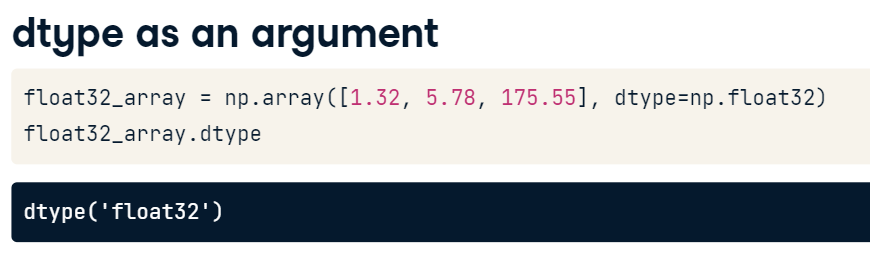 dtype as an argument
float32_array = np.array([1.32, 5.78, 175.55], dtype=np.float32)
float32_array.dtype
dtype('float32')